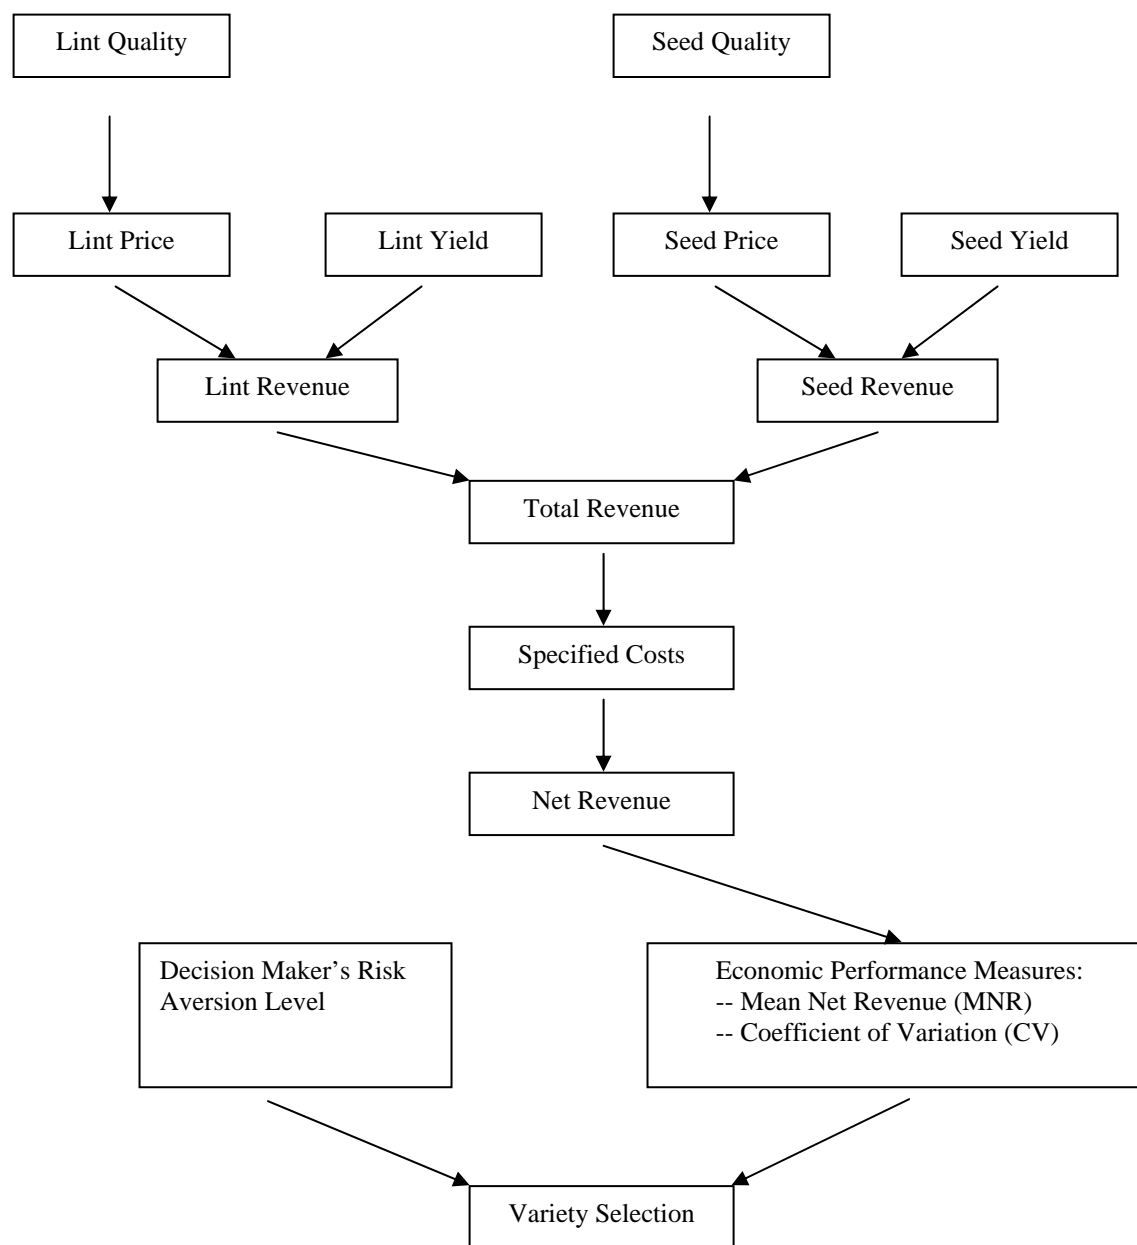 Lint Quality
Seed Quality
Lint Price
Lint Yield
Seed Price
Seed Yield
Lint Revenue
Seed Revenue
Total Revenue
Specified Costs
Net Revenue
Decision Maker’s Risk
Aversion Level
Economic Performance Measures:
-- Mean Net Revenue (MNR)
-- Coefficient of Variation (CV)
Variety Selection